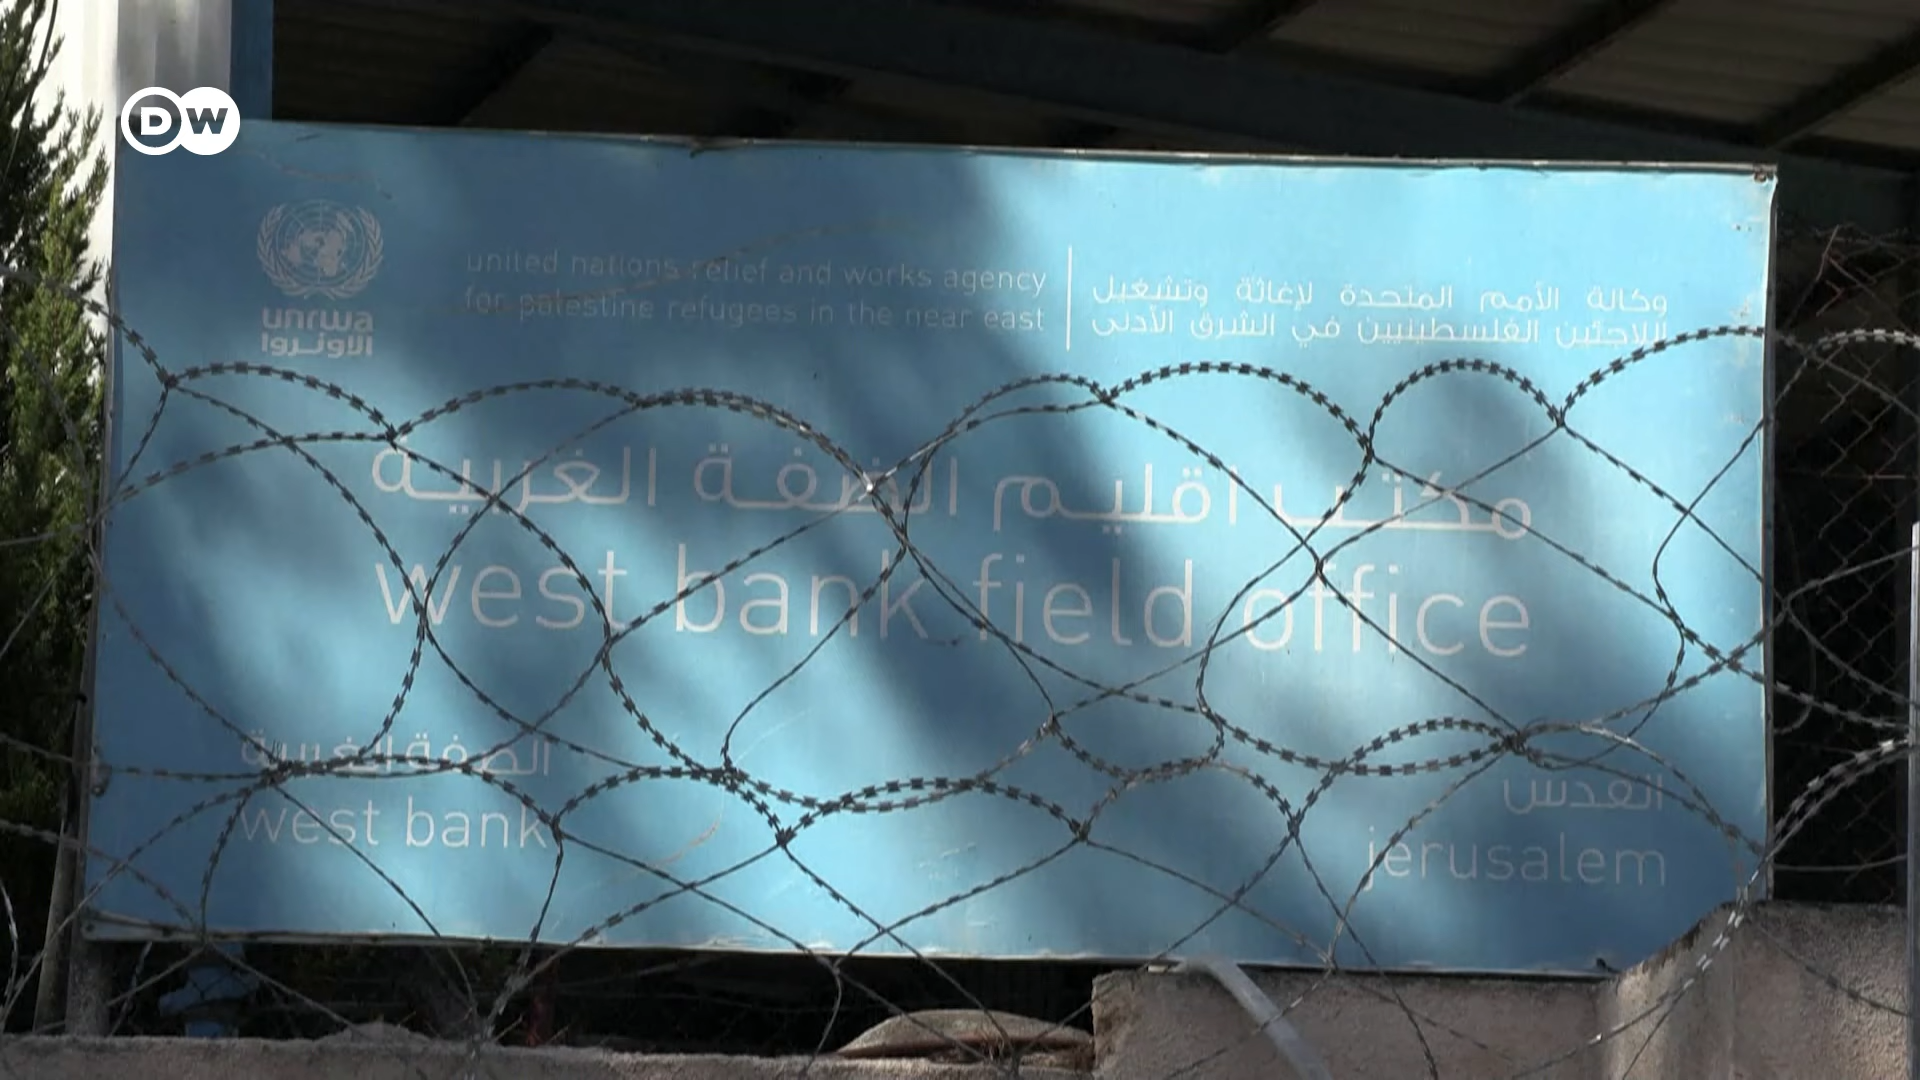 DW
united nations relief and works agency
for palestine refugees in the near east
وكالة الأمم المتحدة لإغاثة وتشغيل
اللاجئين الفلسطينيين في الشرق الأدنى
unrwa
الأونروا
مكتب اقليم الضفة الغربية
west bank field office
الضفة الغربية
west bank
القدس
jerusalem